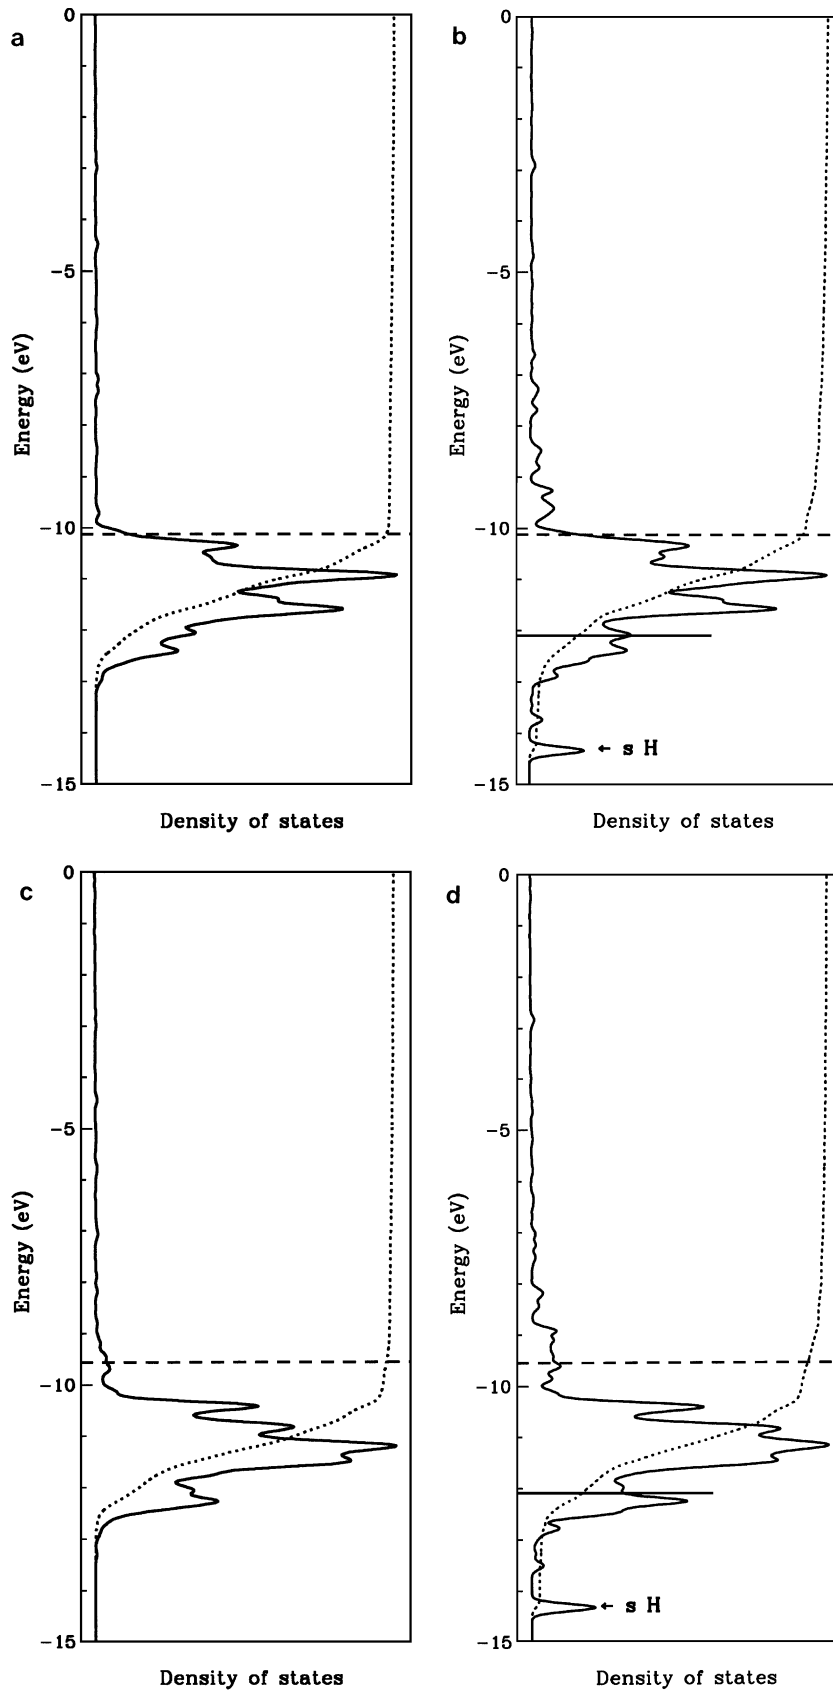 a
0
-5
-10
-15
Energy (eV)
Density of states
b
0
-5
-10
-15
Energy (eV)
← s H
Density of states
c
0
-5
-10
-15
Energy (eV)
Density of states
d
0
-5
-10
-15
Energy (eV)
← s H
Density of states